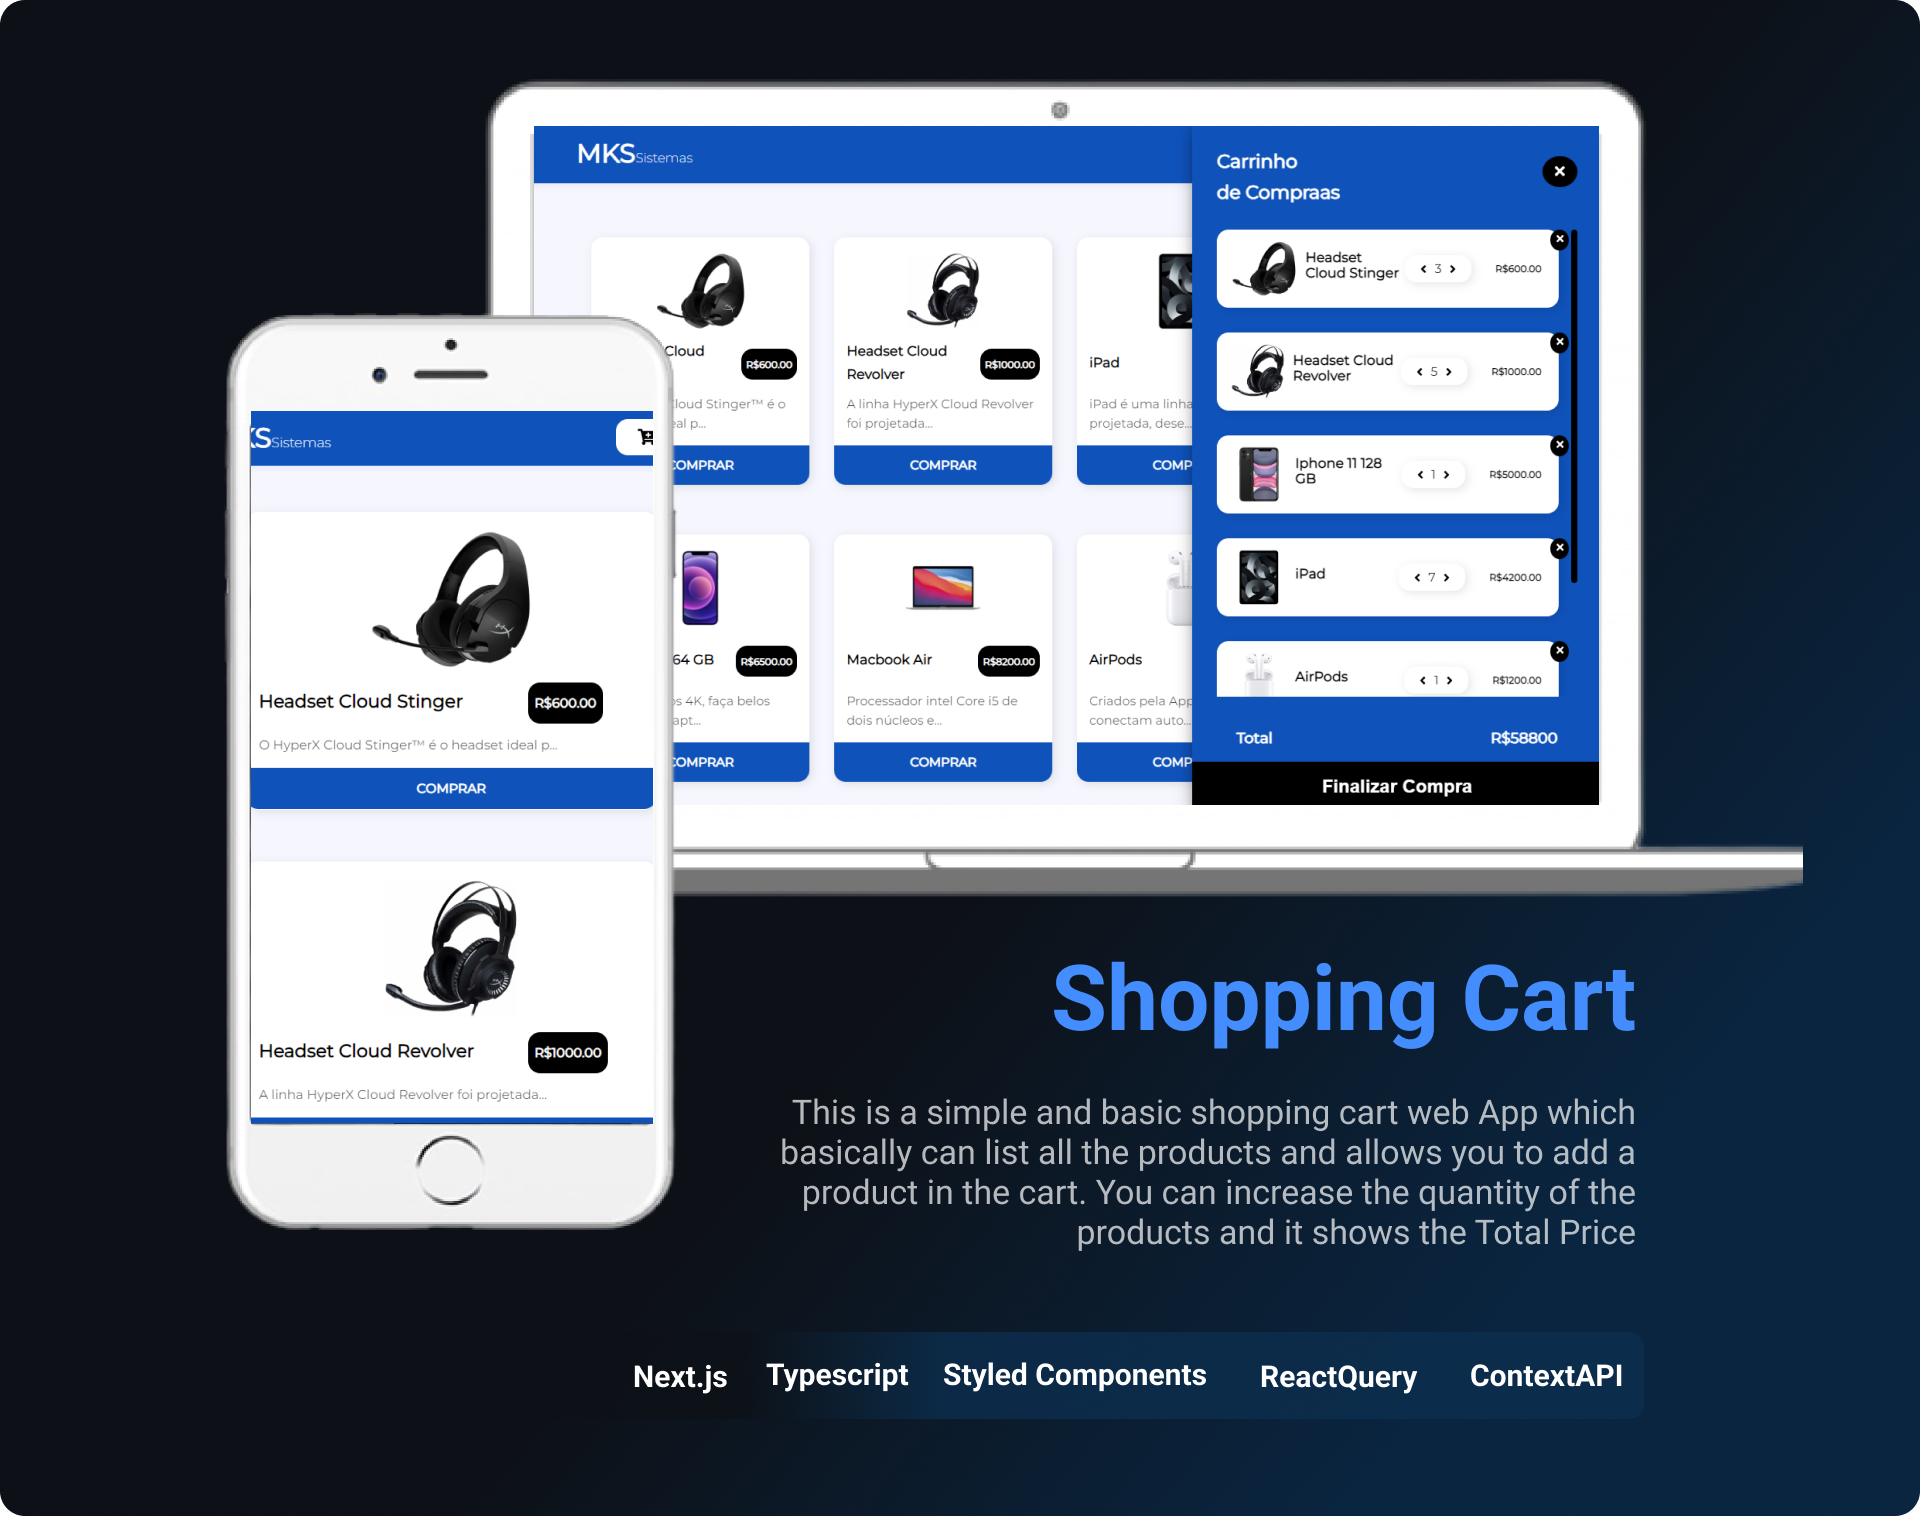 MKSSistemas
Carrinho
de Compraas
Headset
Cloud Stinger
3
R$600.00
Headset Cloud
Revolver
5
R$1000.00
Iphone 11 128
GB
1
R$5000.00
iPad
7
R$4200.00
AirPods
1
R$1200.00
Total
R$58800
Finalizar Compra
Cloud
R$600.00
Cloud Stinger™ é o
eal p...
COMPRAR
Headset Cloud
Revolver
R$1000.00
A linha HyperX Cloud Revolver
foi projetada...
COMPRAR
iPad
iPad é uma linha
projetada, dese...
COMP
64 GB
R$6500.00
os 4K, faça belos
apt...
COMPRAR
Macbook Air
R$8200.00
Processador intel Core i5 de
dois núcleos e...
COMPRAR
AirPods
Criados pela App
conectam auto...
COMP
KSSistemas
Headset Cloud Stinger
R$600.00
O HyperX Cloud Stinger™ é o headset ideal p...
COMPRAR
Headset Cloud Revolver
R$1000.00
A linha HyperX Cloud Revolver foi projetada...
Shopping Cart
This is a simple and basic shopping cart web App which
basically can list all the products and allows you to add a
product in the cart. You can increase the quantity of the
products and it shows the Total Price
Next.js
Typescript
Styled Components
ReactQuery
ContextAPI